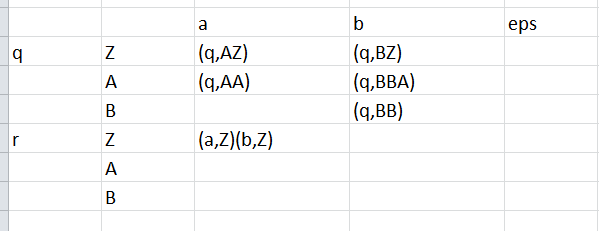 a b eps
q Z (q,AZ) (q,BZ)
A (q,AA) (q,BBA)
B (q,BB)
r Z (a,Z)(b,Z)
A
B